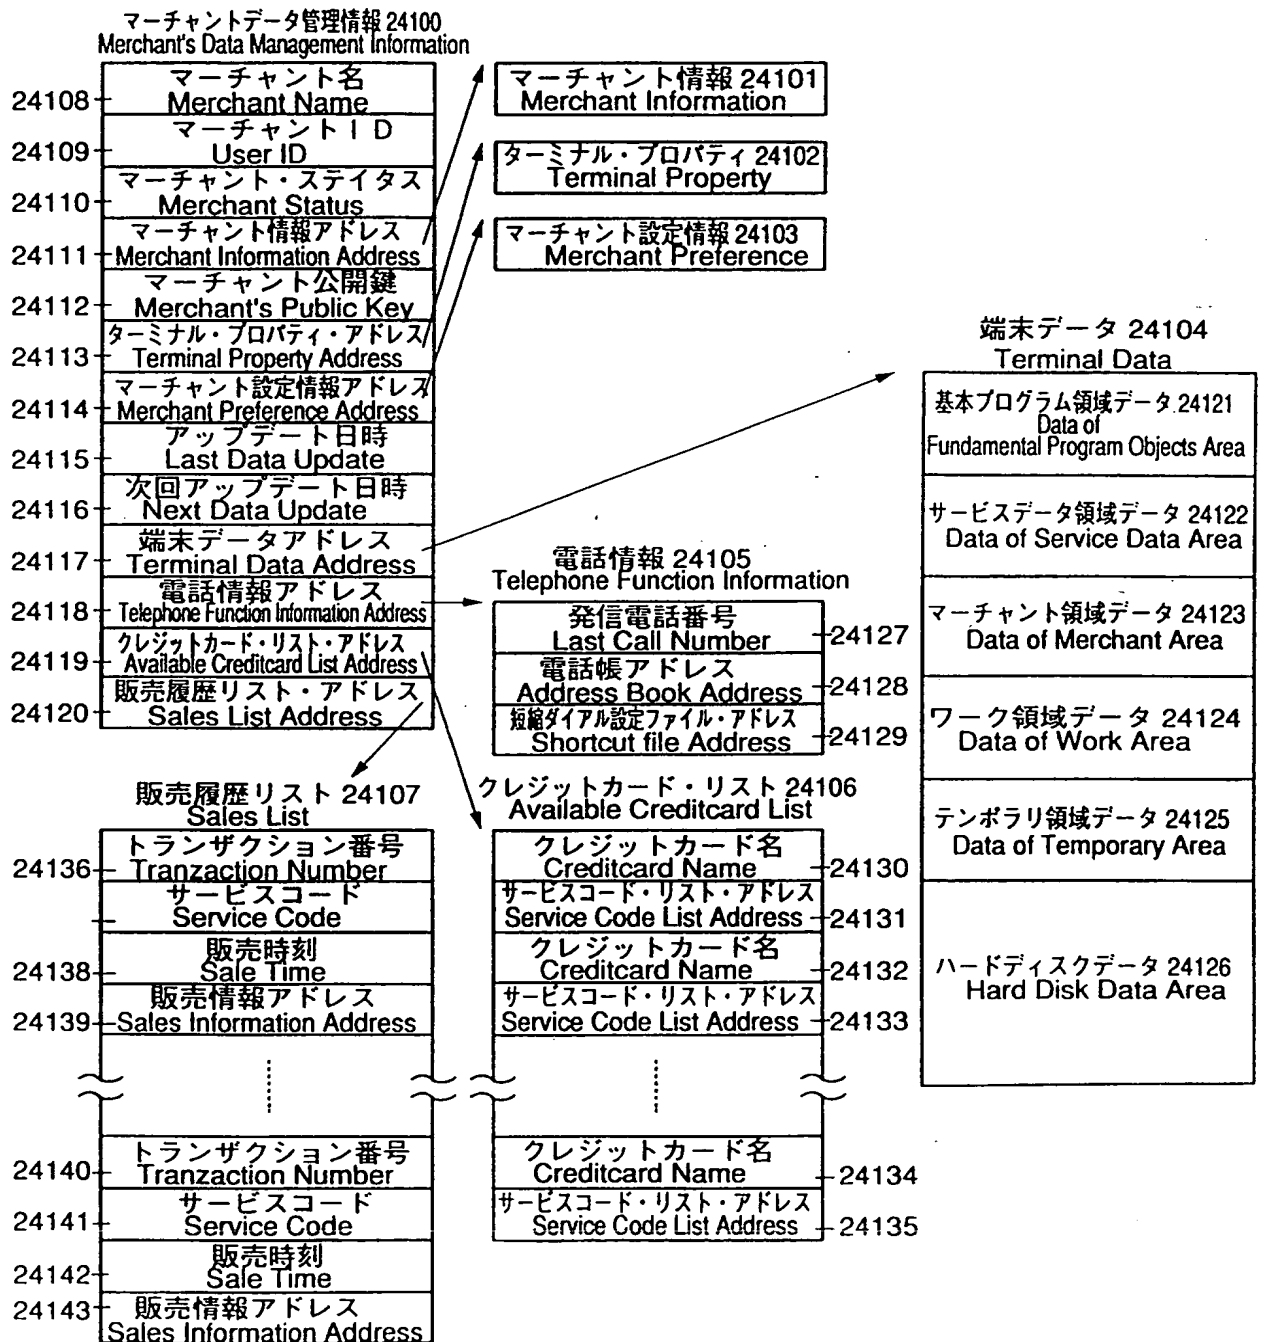 マーチャントデータ管理情報 24100
Merchant's Data Management Information
マーチャント名
24108
Merchant Name
マーチャントID
24109
User ID
マーチャント・ステイタス
24110
Merchant Status
マーチャント情報アドレス
24111
Merchant Information Address
マーチャント公開鍵
24112
Merchant's Public Key
ターミナル・プロパティ・アドレス
24113
Terminal Property Address
マーチャント設定情報アドレス
24114
Merchant Preference Address
アップデート日時
24115
Last Data Update
次回アップデート日時
24116
Next Data Update
端末データアドレス
24117
Terminal Data Address
電話情報アドレス
24118
Telephone Function Information Address
クレジットカード・リスト・アドレス
24119
Available Creditcard List Address
販売履歴リスト・アドレス
24120
Sales List Address
マーチャント情報 24101
Merchant Information
ターミナル・プロパティ 24102
Terminal Property
マーチャント設定情報 24103
Merchant Preference
端末データ 24104
Terminal Data
基本プログラム領域データ 24121
Data of
Fundamental Program Objects Area
サービスデータ領域データ 24122
Data of Service Data Area
マーチャント領域データ 24123
Data of Merchant Area
ワーク領域データ 24124
Data of Work Area
テンポラリ領域データ 24125
Data of Temporary Area
ハードディスクデータ 24126
Hard Disk Data Area
電話情報 24105
Telephone Function Information
発信電話番号
Last Call Number
24127
電話帳アドレス
Address Book Address
24128
短縮ダイアル設定ファイル・アドレス
Shortcut file Address
24129
販売履歴リスト 24107
Sales List
トランザクション番号
24136
Tranzaction Number
サービスコード
Service Code
販売時刻
24138
Sale Time
販売情報アドレス
24139
Sales Information Address
トランザクション番号
24140
Tranzaction Number
サービスコード
24141
Service Code
販売時刻
24142
Sale Time
24143
販売情報アドレス
Sales Information Address
クレジットカード・リスト 24106
Available Creditcard List
クレジットカード名
Creditcard Name
24130
サービスコード・リスト・アドレス
Service Code List Address
24131
クレジットカード名
Creditcard Name
24132
サービスコード・リスト・アドレス
Service Code List Address
24133
クレジットカード名
Creditcard Name
24134
サービスコード・リスト・アドレス
Service Code List Address
24135